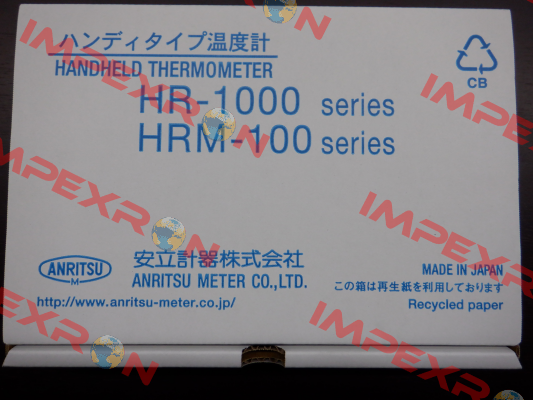 ハンディタイプ温度計
HANDHELD THERMOMETER
HR-1000 series
HRM-100 series
CB
ANRITSU
M
安立計器株式会社
ANRITSU METER CO.,LTD.
http://www.anritsu-meter.co.jp/
MADE IN JAPAN
この箱は再生紙を利用しております
Recycled paper
IMPEXRON
IMPEXRON
IMPEXRON
IMPEXRON
IMPEXRON
IMPEXRON